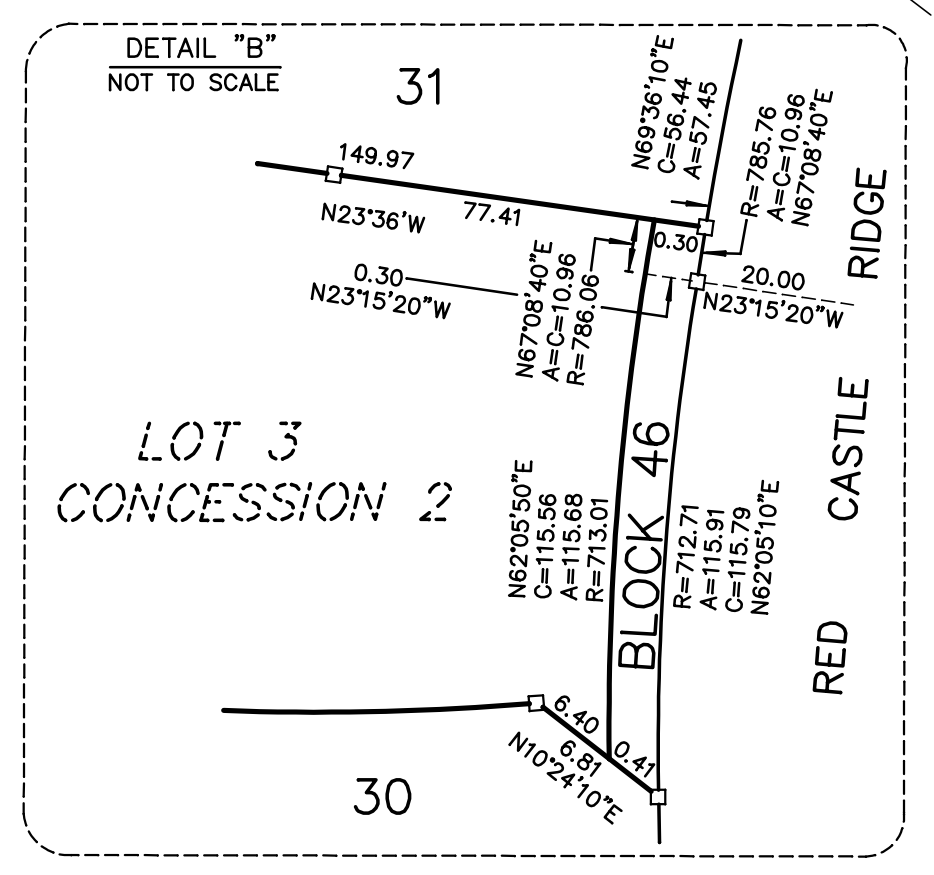 DETAIL "B"
NOT TO SCALE
31
149.97
77.41
N23°36'W
N69°36'10"E
C=56.44
A=57.45
R=785.76
A=C=10.96
N67°08'40"E
RED CASTLE RIDGE
0.30
0.30
N23°15'20"W
N67°08'40"E
A=C=10.96
R=786.06
20.00
N23°15'20"W
LOT 3
CONCESSION 2
N62°05'50"E
C=115.56
A=115.68
R=713.01
BLOCK 46
R=712.71
A=115.91
C=115.79
N62°05'10"E
6.40
0.41
6.81
N10°24'10"E
30